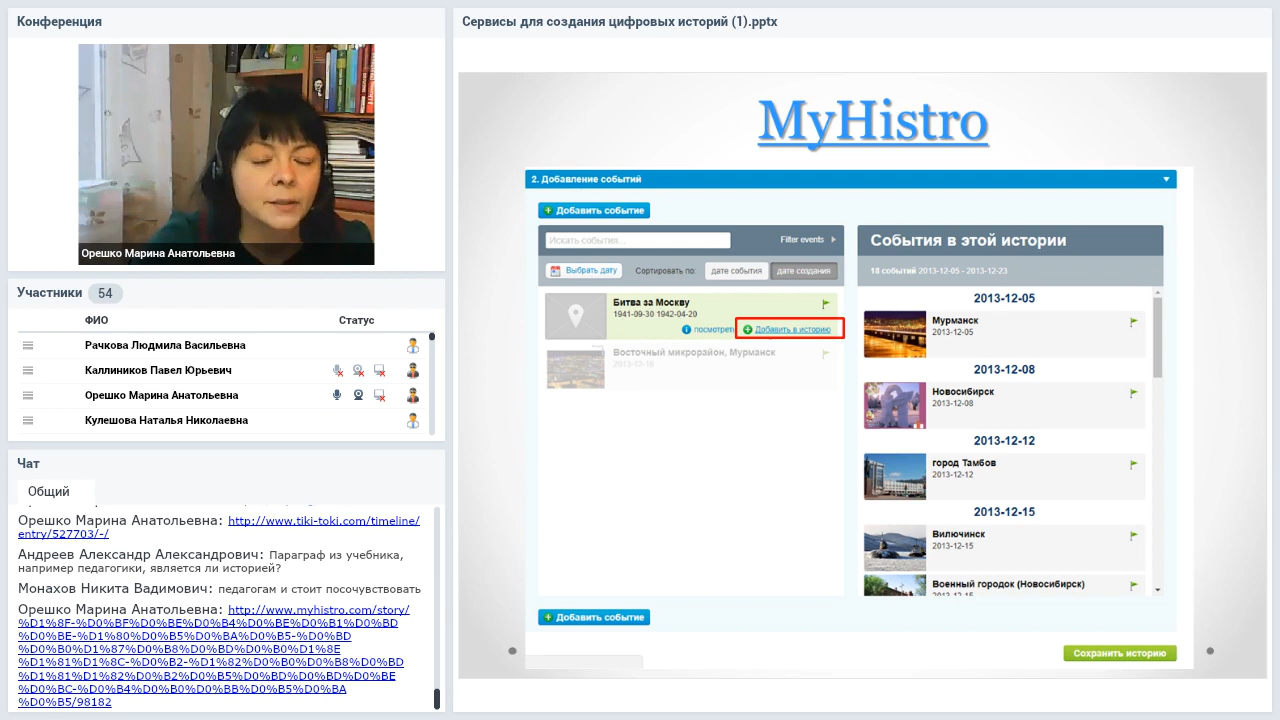 Конференция
Орешко Марина Анатольевна
Участники 54
ФИО Статус
Рачкова Людмила Васильевна
Каллиников Павел Юрьевич
Орешко Марина Анатольевна
Кулешова Наталья Николаевна
Чат
Общий
Орешко Марина Анатольевна: http://www.tiki-toki.com/timeline/
entry/527703/-/
Андреев Александр Александрович: Параграф из учебника,
например педагогики, является ли историей?
Монахов Никита Вадимович: педагогам и стоит посочувствовать
Орешко Марина Анатольевна: http://www.myhistro.com/story/
%D1%8F-%D0%BF%D0%BE%D0%B4%D0%BE%D0%B1%D0%BD
%D0%BE-%D1%80%D0%B5%D0%BA%D0%B5-%D0%BD
%D0%B0%D1%87%D0%B8%D0%BD%D0%B0%D1%8E
%D1%81%D1%8C-%D0%B2-%D1%82%D0%B0%D0%B8%D0%BD
%D1%81%D1%82%D0%B2%D0%B5%D0%BD%D0%BD%D0%BE
%D0%BC-%D0%B4%D0%B0%D0%BB%D0%B5%D0%BA
%D0%B5/98182
Сервисы для создания цифровых историй (1).pptx
MyHistro
2. Добавление событий
Добавить событие
Искать события... Filter events
Выбрать дату Сортировать по: дате события дате создания
Битва за Москву
1941-09-30 1942-04-20
посмотреть Добавить в историю
Восточный микрорайон, Мурманск
2013-12-16
События в этой истории
18 событий 2013-12-05 - 2013-12-23
2013-12-05
Мурманск
2013-12-05
2013-12-08
Новосибирск
2013-12-08
2013-12-12
город Тамбов
2013-12-12
2013-12-15
Вилючинск
2013-12-15
Военный городок (Новосибирск)
2013-12-15
Добавить событие
Сохранить историю